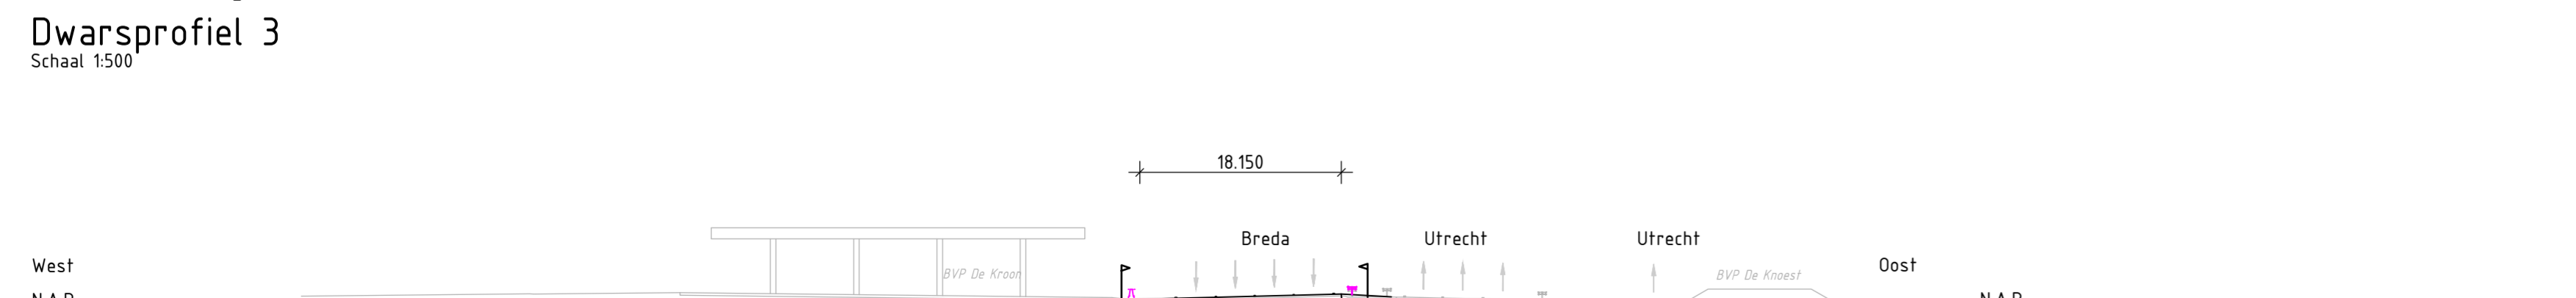 Dwarsprofiel 3
Schaal 1:500
18.150
Breda
Utrecht
Utrecht
West
BVP De Kroon
BVP De Knoest
Oost
N.A.P.
N.A.P.